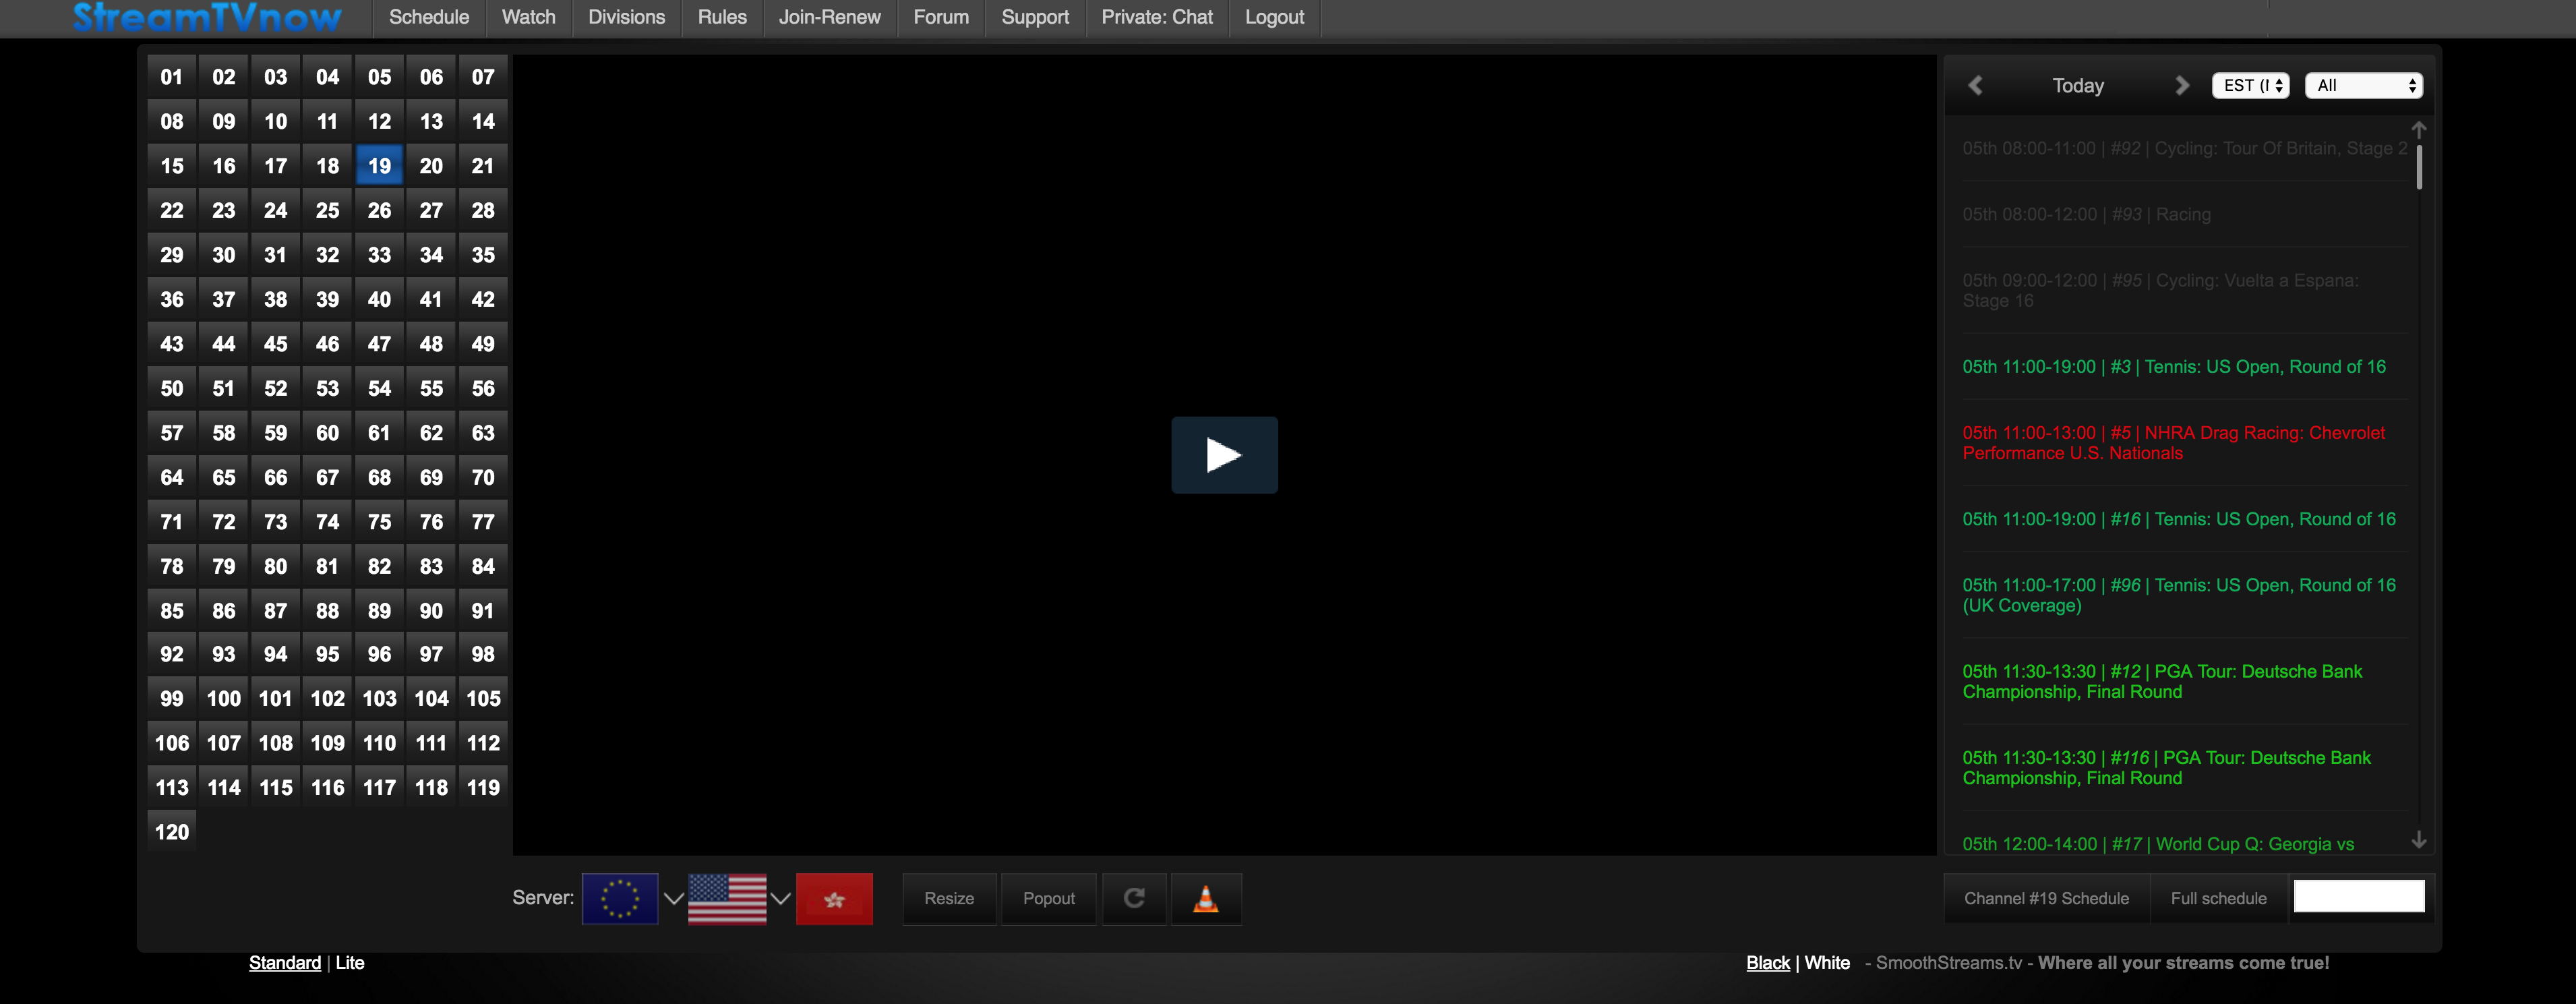 StreamTVnow
Schedule Watch Divisions Rules Join-Renew Forum Support Private: Chat Logout
01 02 03 04 05 06 07
08 09 10 11 12 13 14
15 16 17 18 19 20 21
22 23 24 25 26 27 28
29 30 31 32 33 34 35
36 37 38 39 40 41 42
43 44 45 46 47 48 49
50 51 52 53 54 55 56
57 58 59 60 61 62 63
64 65 66 67 68 69 70
71 72 73 74 75 76 77
78 79 80 81 82 83 84
85 86 87 88 89 90 91
92 93 94 95 96 97 98
99 100 101 102 103 104 105
106 107 108 109 110 111 112
113 114 115 116 117 118 119
120
Today EST (I All
05th 08:00-11:00 | #92 | Cycling: Tour Of Britain, Stage 2
05th 08:00-12:00 | #93 | Racing
05th 09:00-12:00 | #95 | Cycling: Vuelta a Espana:
Stage 16
05th 11:00-19:00 | #3 | Tennis: US Open, Round of 16
05th 11:00-13:00 | #5 | NHRA Drag Racing: Chevrolet
Performance U.S. Nationals
05th 11:00-19:00 | #16 | Tennis: US Open, Round of 16
05th 11:00-17:00 | #96 | Tennis: US Open, Round of 16
(UK Coverage)
05th 11:30-13:30 | #12 | PGA Tour: Deutsche Bank
Championship, Final Round
05th 11:30-13:30 | #116 | PGA Tour: Deutsche Bank
Championship, Final Round
05th 12:00-14:00 | #17 | World Cup Q: Georgia vs
Server: Resize Popout
Channel #19 Schedule Full schedule
Standard | Lite
Black | White - SmoothStreams.tv - Where all your streams come true!